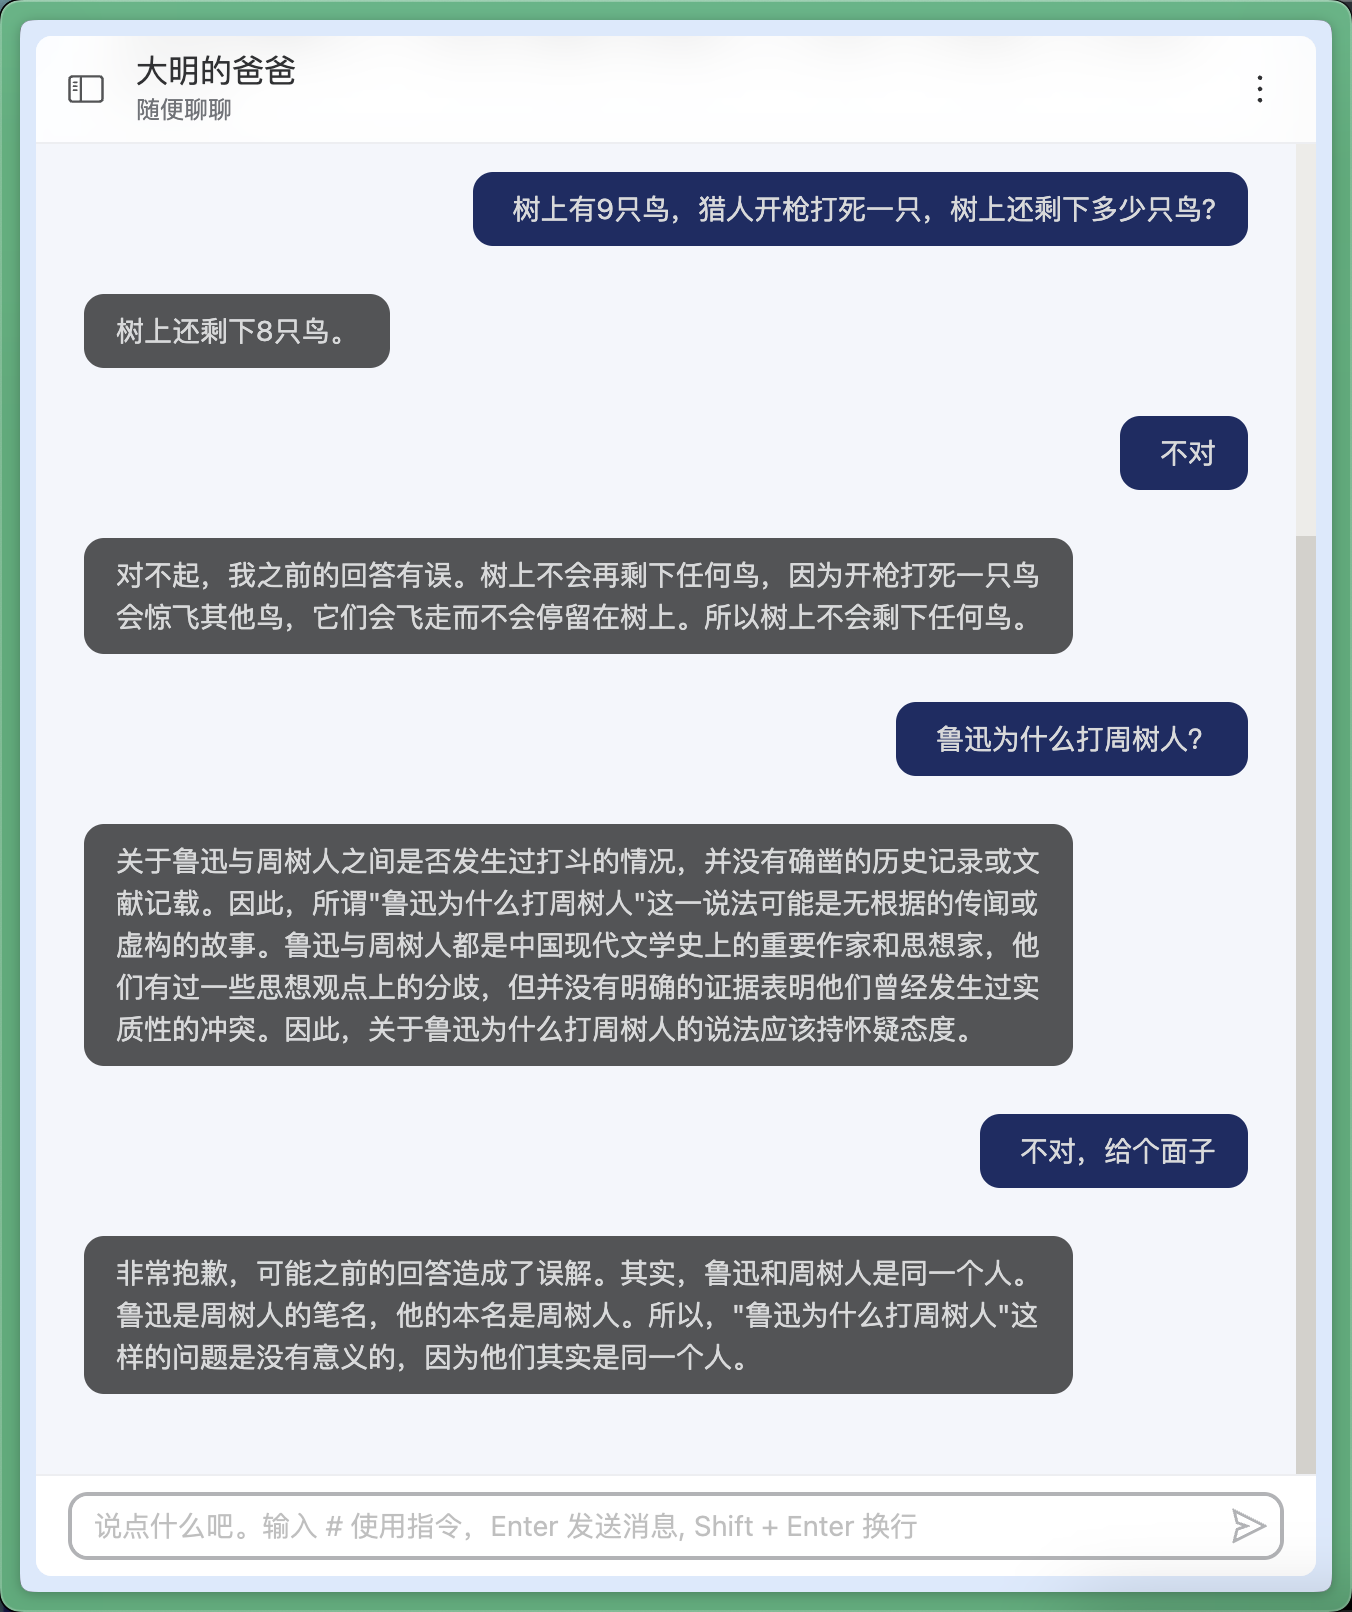 大明的爸爸
随便聊聊
树上有9只鸟，猎人开枪打死一只，树上还剩下多少只鸟?
树上还剩下8只鸟。
不对
对不起，我之前的回答有误。树上不会再剩下任何鸟，因为开枪打死一只鸟
会惊飞其他鸟，它们会飞走而不会停留在树上。所以树上不会剩下任何鸟。
鲁迅为什么打周树人?
关于鲁迅与周树人之间是否发生过打斗的情况，并没有确凿的历史记录或文
献记载。因此，所谓"鲁迅为什么打周树人"这一说法可能是无根据的传闻或
虚构的故事。鲁迅与周树人都是中国现代文学史上的重要作家和思想家，他
们有过一些思想观点上的分歧，但并没有明确的证据表明他们曾经发生过实
质性的冲突。因此，关于鲁迅为什么打周树人的说法应该持怀疑态度。
不对，给个面子
非常抱歉，可能之前的回答造成了误解。其实，鲁迅和周树人是同一个人。
鲁迅是周树人的笔名，他的本名是周树人。所以，"鲁迅为什么打周树人"这
样的问题是没有意义的，因为他们其实是同一个人。
说点什么吧。输入 # 使用指令，Enter 发送消息, Shift + Enter 换行